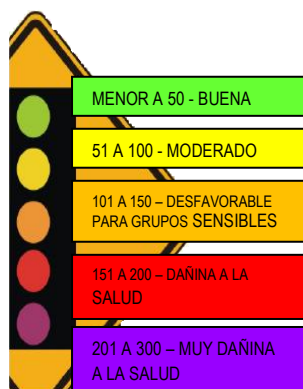 MENOR A 50 - BUENA
51 A 100 - MODERADO
101 A 150 – DESFAVORABLE
PARA GRUPOS SENSIBLES
151 A 200 – DAÑINA A LA
SALUD
201 A 300 – MUY DAÑINA
A LA SALUD